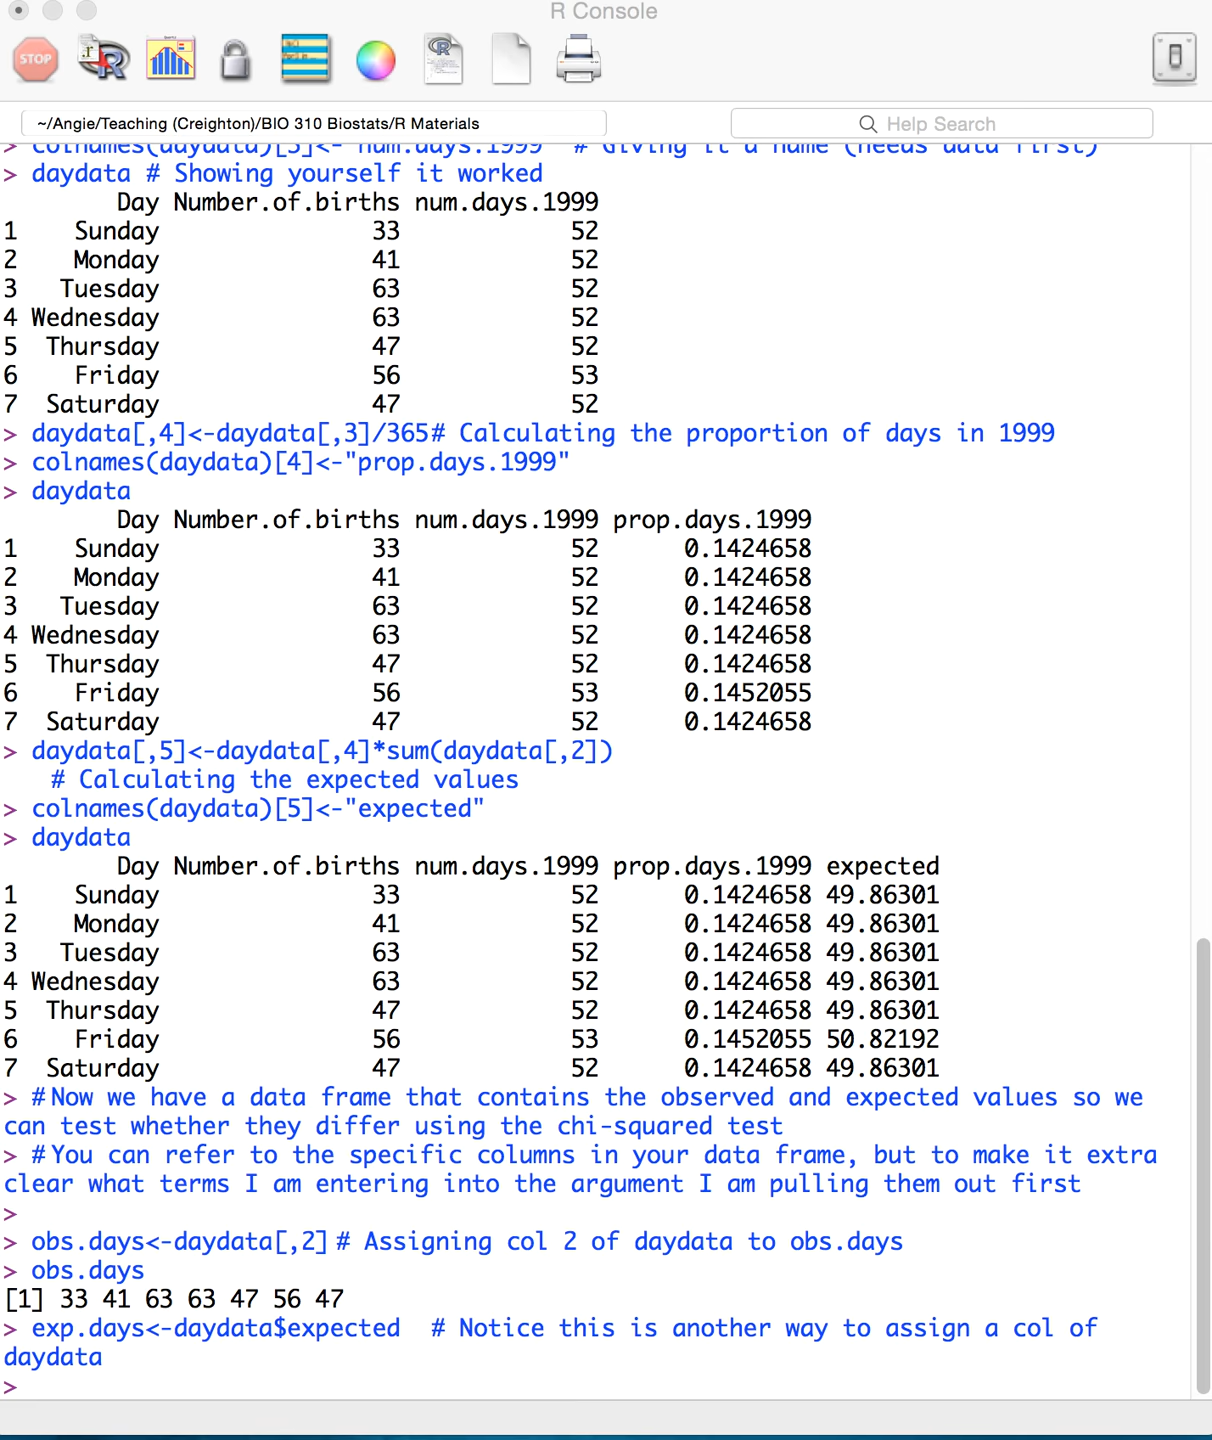 R Console
STOP
~/Angie/Teaching (Creighton)/BIO 310 Biostats/R Materials
Help Search
> colnames(daydata)[3]<-"num.days.1999" # Giving it a name (needs data first)
> daydata # Showing yourself it worked
Day Number.of.births num.days.1999
1 Sunday 33 52
2 Monday 41 52
3 Tuesday 63 52
4 Wednesday 63 52
5 Thursday 47 52
6 Friday 56 53
7 Saturday 47 52
> daydata[,4]<-daydata[,3]/365# Calculating the proportion of days in 1999
> colnames(daydata)[4]<-"prop.days.1999"
> daydata
Day Number.of.births num.days.1999 prop.days.1999
1 Sunday 33 52 0.1424658
2 Monday 41 52 0.1424658
3 Tuesday 63 52 0.1424658
4 Wednesday 63 52 0.1424658
5 Thursday 47 52 0.1424658
6 Friday 56 53 0.1452055
7 Saturday 47 52 0.1424658
> daydata[,5]<-daydata[,4]*sum(daydata[,2])
# Calculating the expected values
> colnames(daydata)[5]<-"expected"
> daydata
Day Number.of.births num.days.1999 prop.days.1999 expected
1 Sunday 33 52 0.1424658 49.86301
2 Monday 41 52 0.1424658 49.86301
3 Tuesday 63 52 0.1424658 49.86301
4 Wednesday 63 52 0.1424658 49.86301
5 Thursday 47 52 0.1424658 49.86301
6 Friday 56 53 0.1452055 50.82192
7 Saturday 47 52 0.1424658 49.86301
> #Now we have a data frame that contains the observed and expected values so we
can test whether they differ using the chi-squared test
> #You can refer to the specific columns in your data frame, but to make it extra
clear what terms I am entering into the argument I am pulling them out first
>
> obs.days<-daydata[,2] # Assigning col 2 of daydata to obs.days
> obs.days
[1] 33 41 63 63 47 56 47
> exp.days<-daydata$expected # Notice this is another way to assign a col of
daydata
>